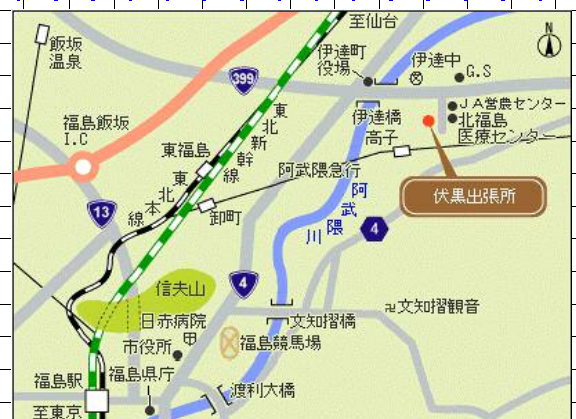 至仙台
N
飯坂
温泉
伊達町
役場
伊達中
G.S
399
ＪＡ営農センター
北福島
医療センター
伊達橋
高子
福島飯坂
I.C
東北新幹線
東福島
東北本線
阿武隈急行
伏黒出張所
卸町
13
阿武隈川
4
信夫山
4
卍文知摺観音
日赤病院
文知摺橋
市役所
福島競馬場
福島駅
福島県庁
渡利大橋
至東京